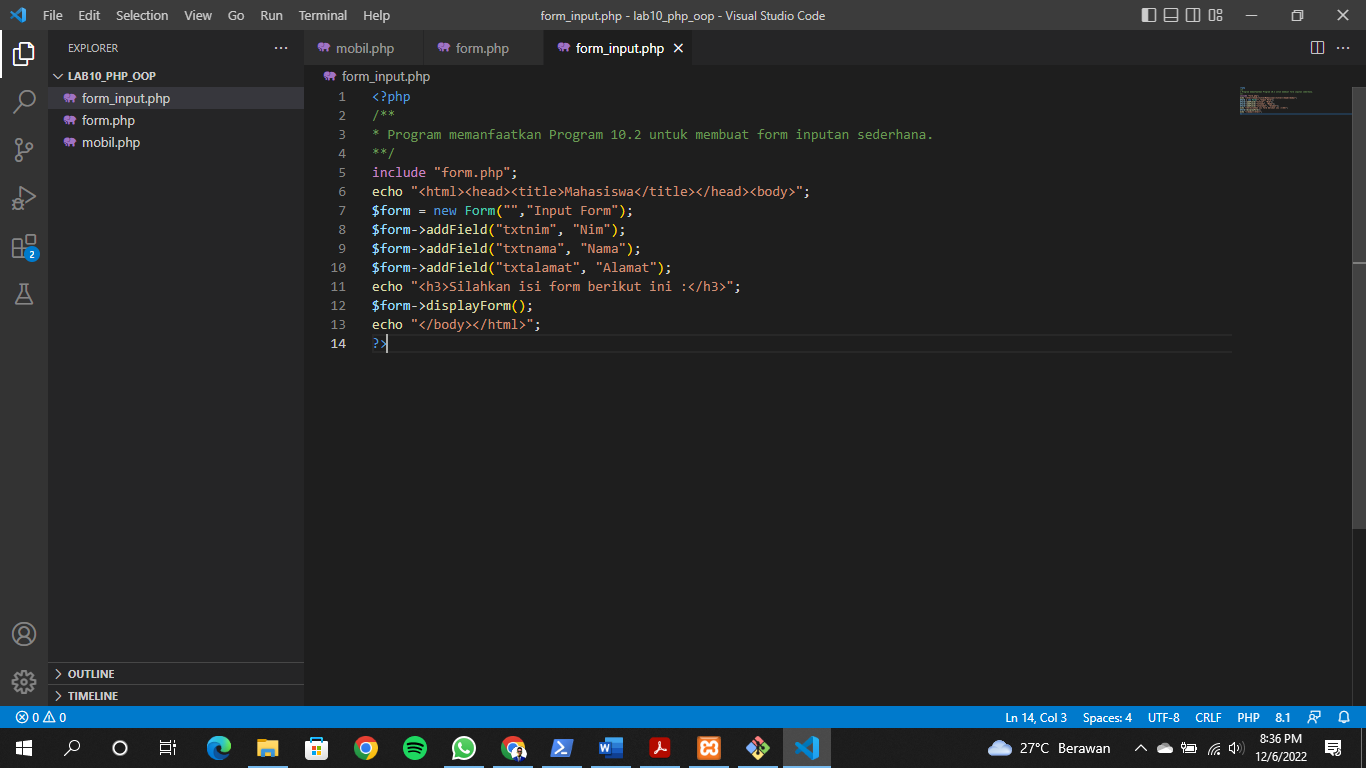 File Edit Selection View Go Run Terminal Help
form_input.php - lab10_php_oop - Visual Studio Code
EXPLORER
LAB10_PHP_OOP
form_input.php
form.php
mobil.php
OUTLINE
TIMELINE
2
mobil.php form.php form_input.php
form_input.php
1 <?php
2 /**
3 * Program memanfaatkan Program 10.2 untuk membuat form inputan sederhana.
4 **/
5 include "form.php";
6 echo "<html><head><title>Mahasiswa</title></head><body>";
7 $form = new Form("","Input Form");
8 $form->addField("txtnim", "Nim");
9 $form->addField("txtnama", "Nama");
10 $form->addField("txtalamat", "Alamat");
11 echo "<h3>Silahkan isi form berikut ini :</h3>";
12 $form->displayForm();
13 echo "</body></html>";
14 ?>
0 0 Ln 14, Col 3 Spaces: 4 UTF-8 CRLF PHP 8.1
27°C Berawan
8:36 PM
12/6/2022